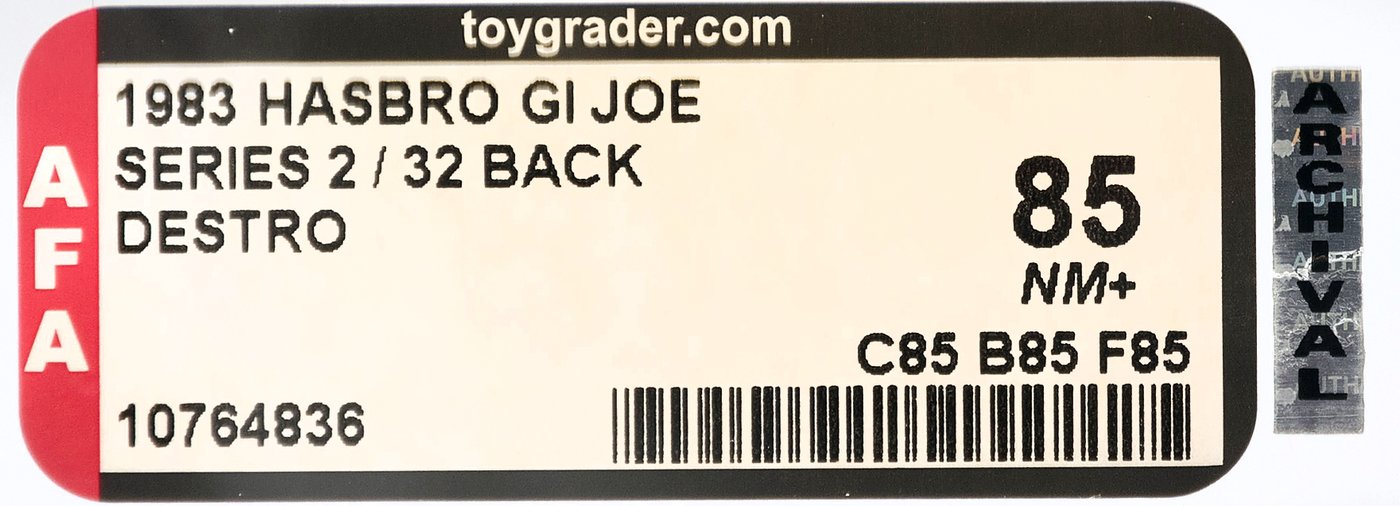 toygrader.com
AFA
1983 HASBRO GI JOE
SERIES 2 / 32 BACK
DESTRO
85
NM+
C85 B85 F85
10764836
ARCHIVAL